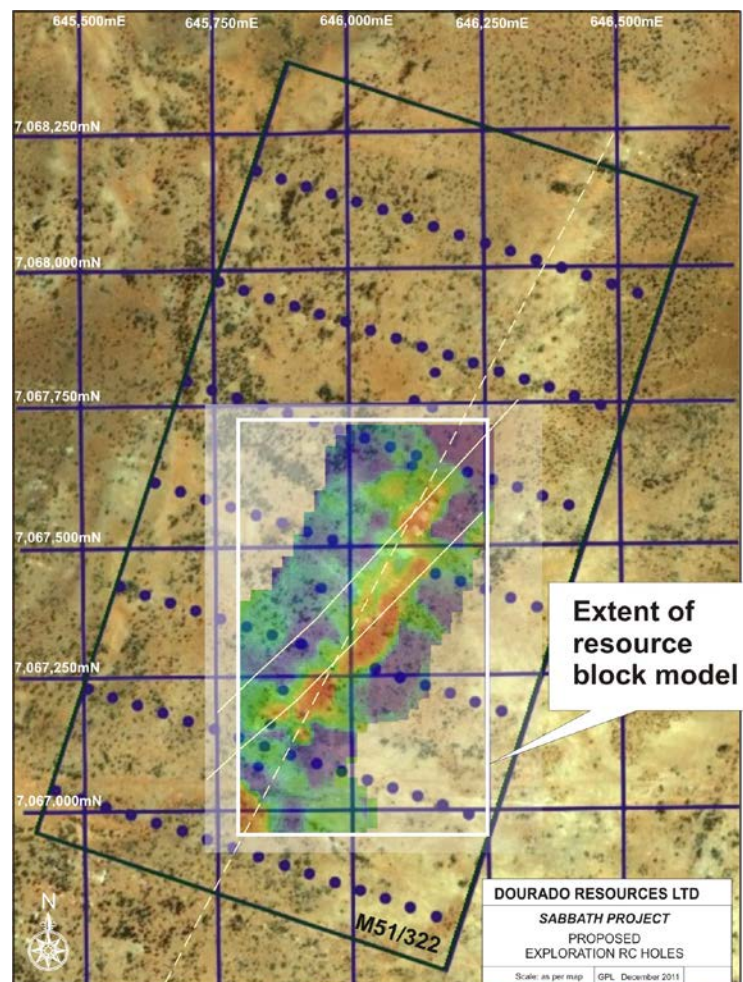 645,500mE 645,750mE 646,000mE 646,250mE 646,500mE
7,068,250mN
7,068,000mN
7,067,750mN
7,067,500mN
7,067,250mN
7,067,000mN
Extent of
resource
block model
N
M51/322
DOURADO RESOURCES LTD
SABBATH PROJECT
PROPOSED
EXPLORATION RC HOLES
Scale: as per map GPL December 2011